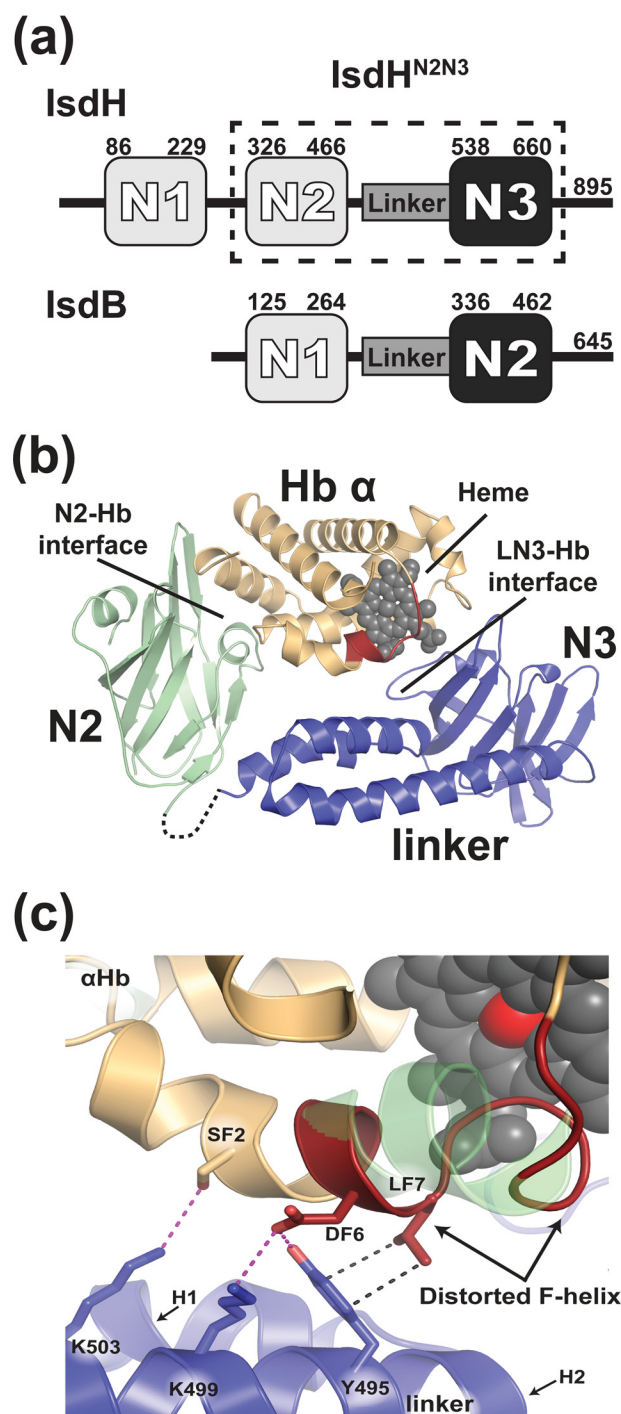 (a)
IsdH^N2N3
IsdH
86 229 326 466 538 660
N1 N2 Linker N3 895
IsdB
125 264 336 462
N1 Linker N2 645
(b)
Hb α
Heme
N2-Hb
interface
LN3-Hb
interface
N3
N2
linker
(c)
αHb
SF2
LF7
DF6
Distorted F-helix
H1
K503
K499
Y495
H2
linker